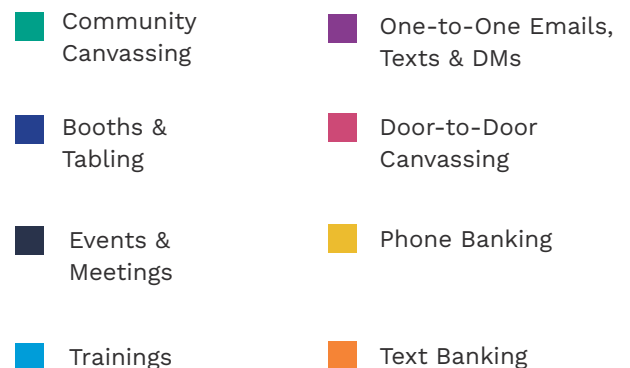 Community
Canvassing
One-to-One Emails,
Texts & DMs
Booths &
Tabling
Door-to-Door
Canvassing
Events &
Meetings
Phone Banking
Trainings
Text Banking